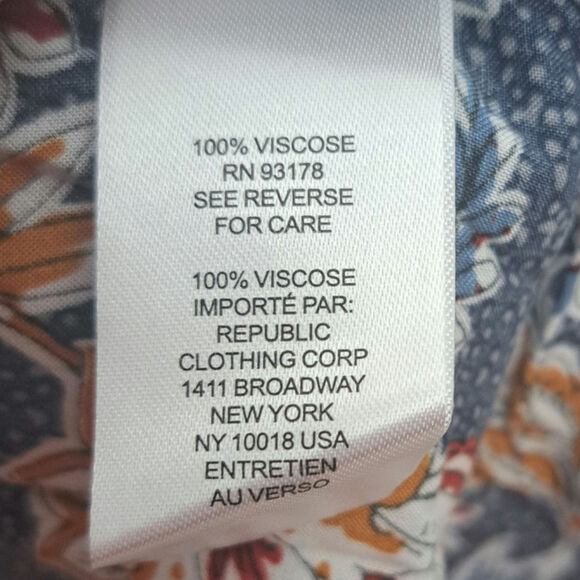 100% VISCOSE
RN 93178
SEE REVERSE
FOR CARE
100% VISCOSE
IMPORTÉ PAR:
REPUBLIC
CLOTHING CORP
1411 BROADWAY
NEW YORK
NY 10018 USA
ENTRETIEN
AU VERSO